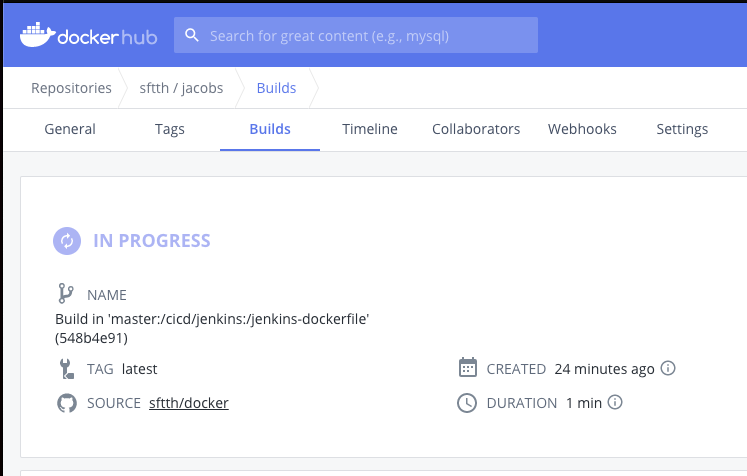 dockerhub
Search for great content (e.g., mysql)
Repositories
sftth / jacobs
Builds
General
Tags
Builds
Timeline
Collaborators
Webhooks
Settings
IN PROGRESS
NAME
Build in 'master:/cicd/jenkins:/jenkins-dockerfile'
(548b4e91)
TAG latest
CREATED 24 minutes ago
SOURCE sftth/docker
DURATION 1 min